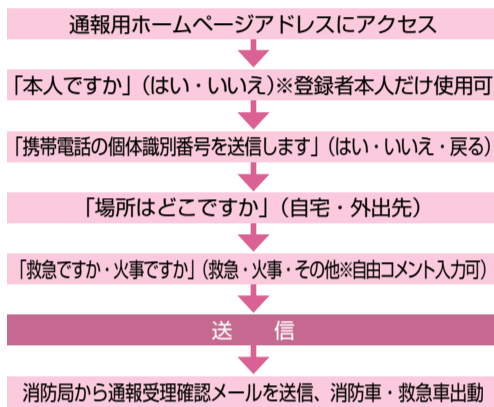 通報用ホームページアドレスにアクセス
「本人ですか」（はい・いいえ）※登録者本人だけ使用可
「携帯電話の個体識別番号を送信します」（はい・いいえ・戻る）
「場所はどこですか」（自宅・外出先）
「救急ですか・火事ですか」（救急・火事・その他※自由コメント入力可）
送　信
消防局から通報受理確認メールを送信、消防車・救急車出動